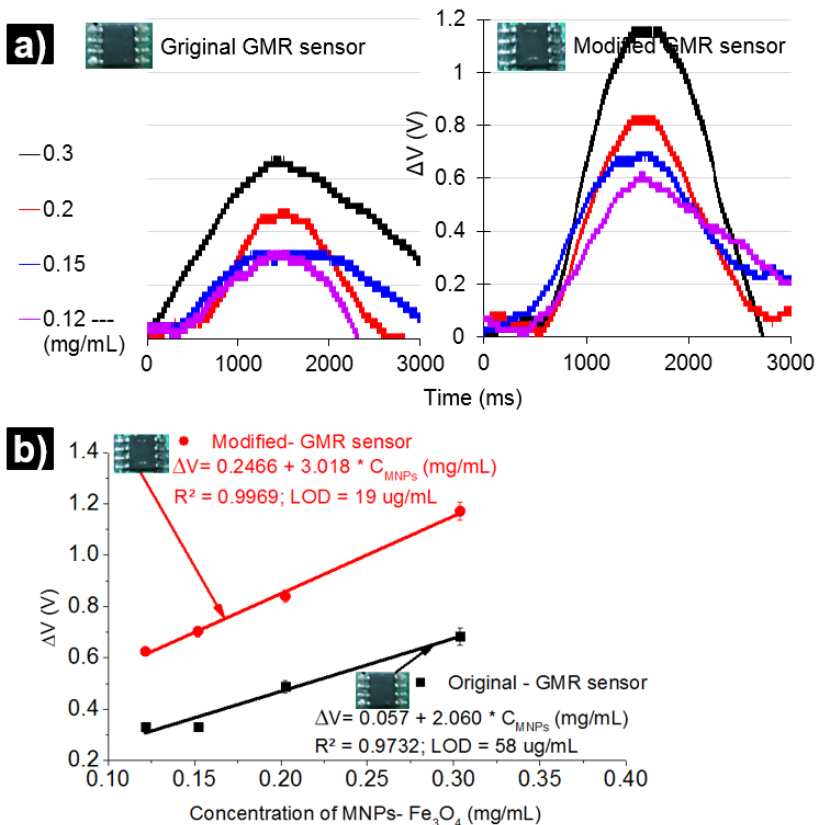 a)
Original GMR sensor
Modified GMR sensor
0.3
0.2
0.15
0.12 ---
(mg/mL)
0
1000
2000
3000
ΔV (V)
1.2
1
0.8
0.6
0.4
0.2
0
0
1000
2000
3000
Time (ms)
b)
Modified- GMR sensor
ΔV= 0.2466 + 3.018 * C_MNPs (mg/mL)
R² = 0.9969; LOD = 19 ug/mL
ΔV (V)
1.4
1.2
1.0
0.8
0.6
0.4
0.2
Original - GMR sensor
ΔV= 0.057 + 2.060 * C_MNPs (mg/mL)
R² = 0.9732; LOD = 58 ug/mL
0.10
0.15
0.20
0.25
0.30
0.35
0.40
Concentration of MNPs- Fe₃O₄ (mg/mL)